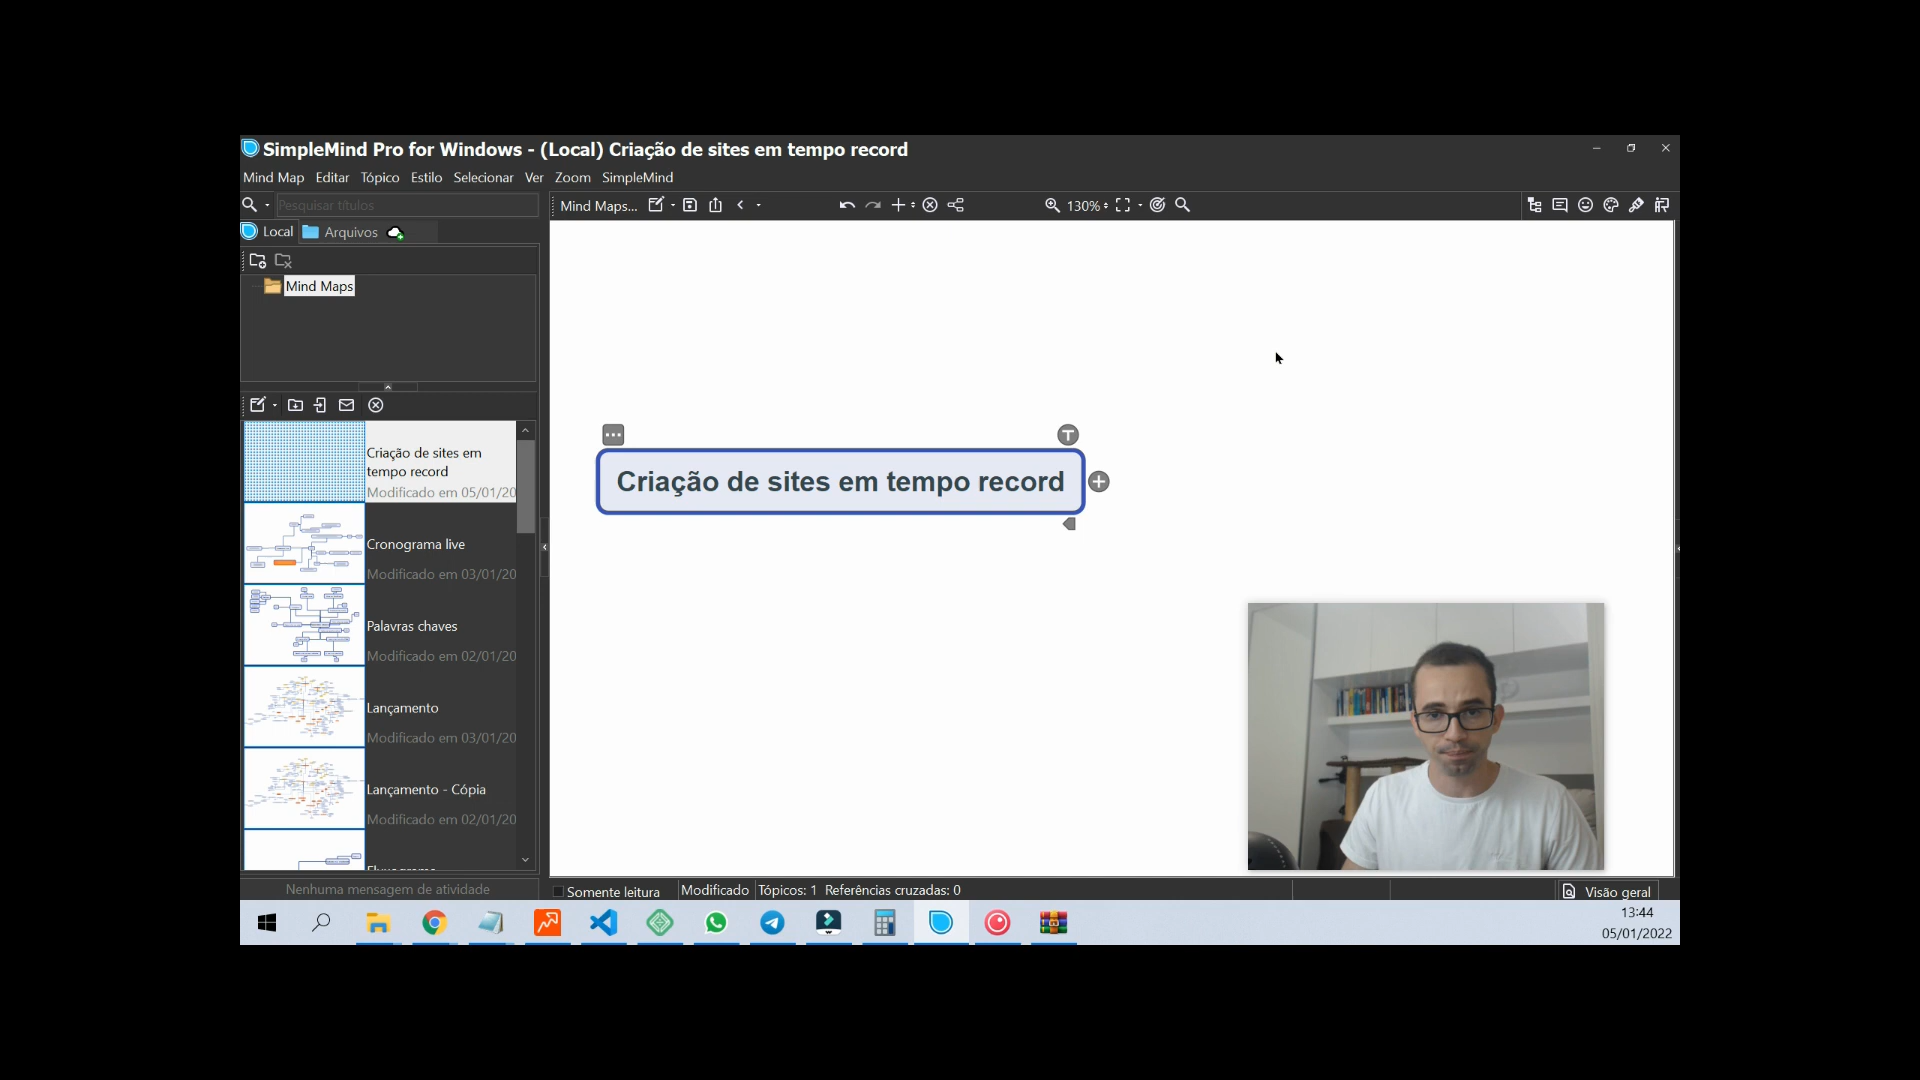 SimpleMind Pro for Windows - (Local) Criação de sites em tempo record
Mind Map Editar Tópico Estilo Selecionar Ver Zoom SimpleMind
Pesquisar títulos
Mind Maps... 130%
Local Arquivos
Mind Maps
Criação de sites em
tempo record
Modificado em 05/01/20
Cronograma live
Modificado em 03/01/20
Palavras chaves
Modificado em 02/01/20
Lançamento
Modificado em 03/01/20
Lançamento - Cópia
Modificado em 02/01/20
Criação de sites em tempo record
Nenhuma mensagem de atividade
Somente leitura Modificado Tópicos: 1 Referências cruzadas: 0 Visão geral
13:44
05/01/2022